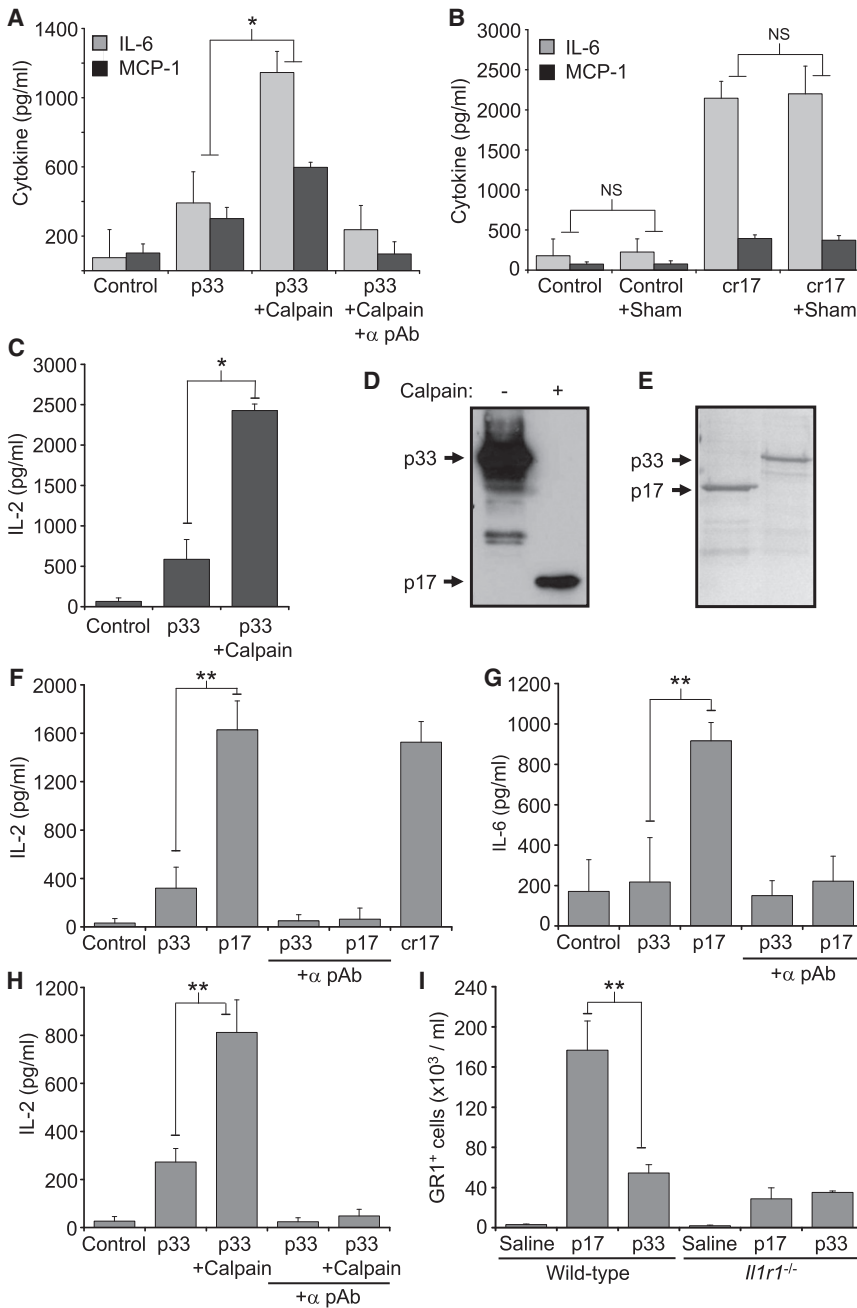 A
Cytokine (pg/ml)
1400
1000
600
200
IL-6
MCP-1
*
Control
p33
p33
+Calpain
p33
+Calpain
+α pAb
B
Cytokine (pg/ml)
3000
2500
2000
1500
1000
500
0
IL-6
MCP-1
NS
NS
Control
Control
+Sham
cr17
cr17
+Sham
C
IL-2 (pg/ml)
3000
2500
2000
1500
1000
500
0
*
Control
p33
p33
+Calpain
D
Calpain: - +
p33
p17
E
p33
p17
F
IL-2 (pg/ml)
2000
1600
1200
800
400
0
**
Control
p33
p17
p33
p17
cr17
+α pAb
G
IL-6 (pg/ml)
1200
1000
800
600
400
200
0
**
Control
p33
p17
p33
p17
+α pAb
H
IL-2 (pg/ml)
1200
1000
800
600
400
200
0
**
Control
p33
p33
+Calpain
p33
p33
+Calpain
+α pAb
I
GR1⁺ cells (x10³ / ml)
240
200
160
120
80
40
0
**
Saline
p17
p33
Saline
p17
p33
Wild-type
Il1r1⁻/⁻